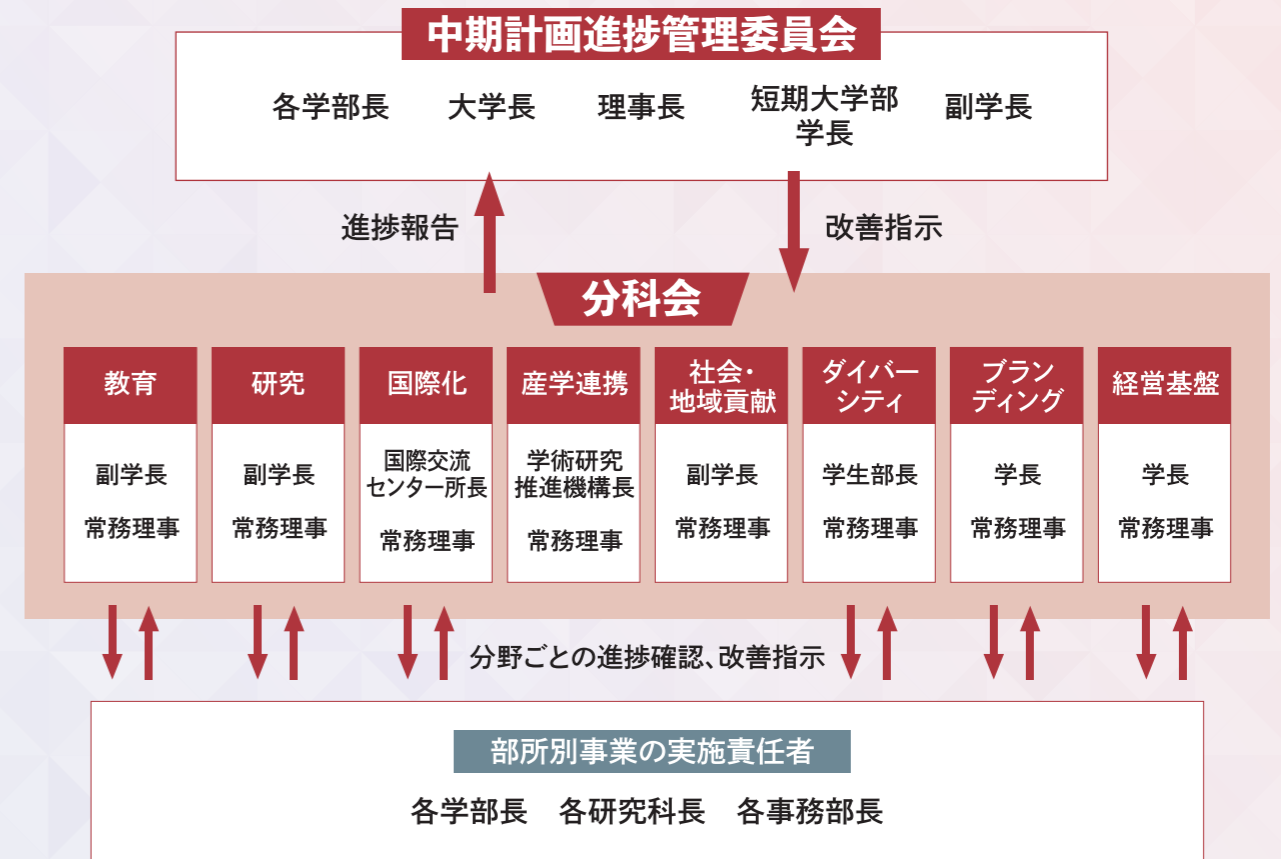 中期計画進捗管理委員会
各学部長 大学長 理事長 短期大学部 副学長
学長
進捗報告 改善指示
分科会
教育
副学長
常務理事
研究
副学長
常務理事
国際化
国際交流
センター所長
常務理事
産学連携
学術研究
推進機構長
常務理事
社会・
地域貢献
副学長
常務理事
ダイバー
シティ
学生部長
常務理事
ブラン
ディング
学長
常務理事
経営基盤
学長
常務理事
分野ごとの進捗確認、改善指示
部所別事業の実施責任者
各学部長 各研究科長 各事務部長